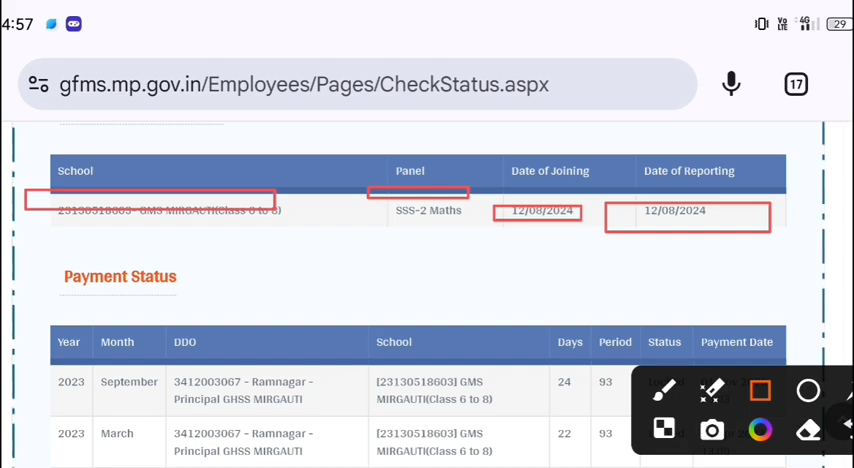 4:57
Vo LTE 4G 29
gfms.mp.gov.in/Employees/Pages/CheckStatus.aspx 17
School Panel Date of Joining Date of Reporting
23130518603- GMS MIRGAUTI(Class 6 to 8) SSS-2 Maths 12/08/2024 12/08/2024
Payment Status
Year Month DDO School Days Period Status Payment Date
2023 September 3412003067 - Ramnagar - [23130518603] GMS 24 93
Principal GHSS MIRGAUTI MIRGAUTI(Class 6 to 8)
2023 March 3412003067 - Ramnagar - [23130518603] GMS 22 93
Principal GHSS MIRGAUTI MIRGAUTI(Class 6 to 8)